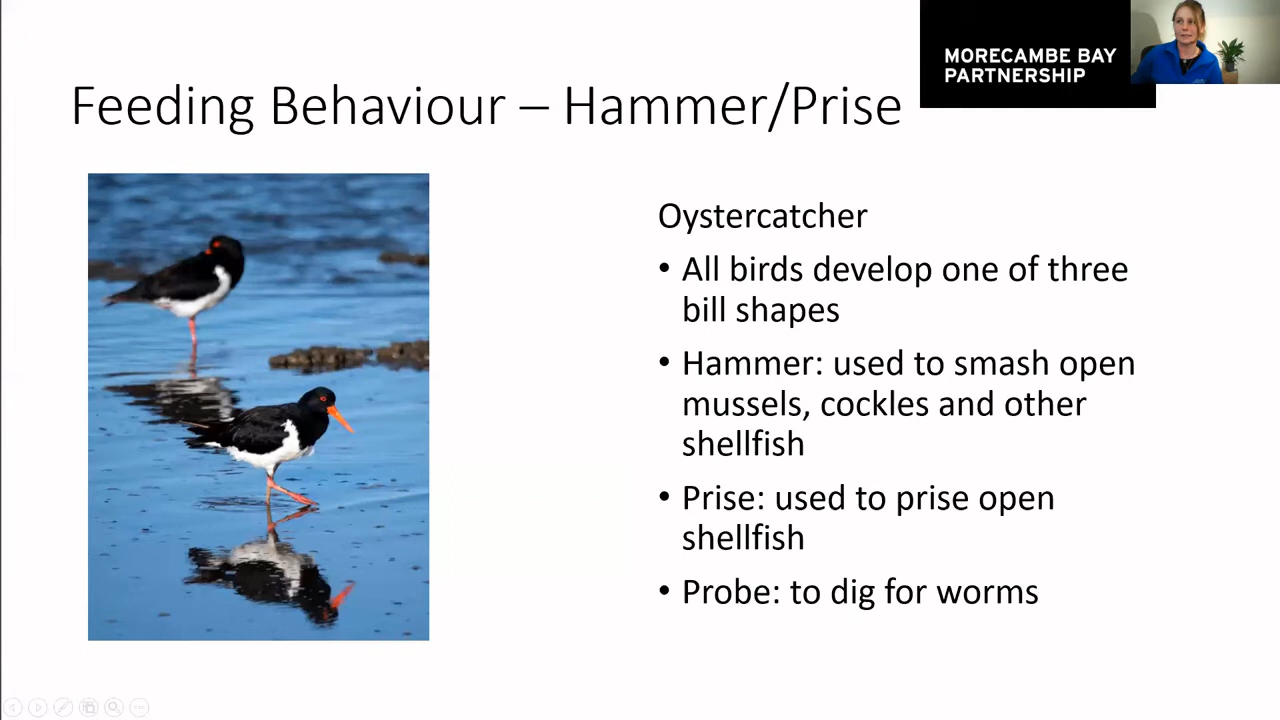 MORECAMBE BAY
PARTNERSHIP
Feeding Behaviour – Hammer/Prise
Oystercatcher
• All birds develop one of three
bill shapes
• Hammer: used to smash open
mussels, cockles and other
shellfish
• Prise: used to prise open
shellfish
• Probe: to dig for worms